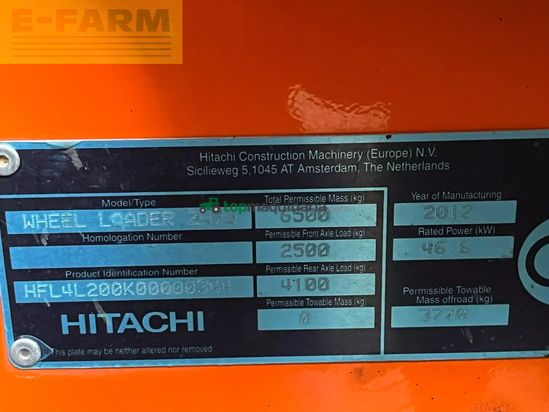 E-FARM
Hitachi Construction Machinery (Europe) N.V.
Siciliëweg 5,1045 AT Amsterdam, The Netherlands
Model/Type
Total Permissible Mass (kg)
Year of Manufacturing
WHEEL LOADER
6500
2012
Homologation Number
Permissible Front Axle Load (kg)
Rated Power (kW)
2500
46 6
Product Identification Number
Permissible Rear Axle Load (kg)
4100
Permissible Towable Mass offroad (kg)
HITACHI
Permissible Towable Mass (kg)
0
This plate may be neither altered nor removed
topmaquinaria